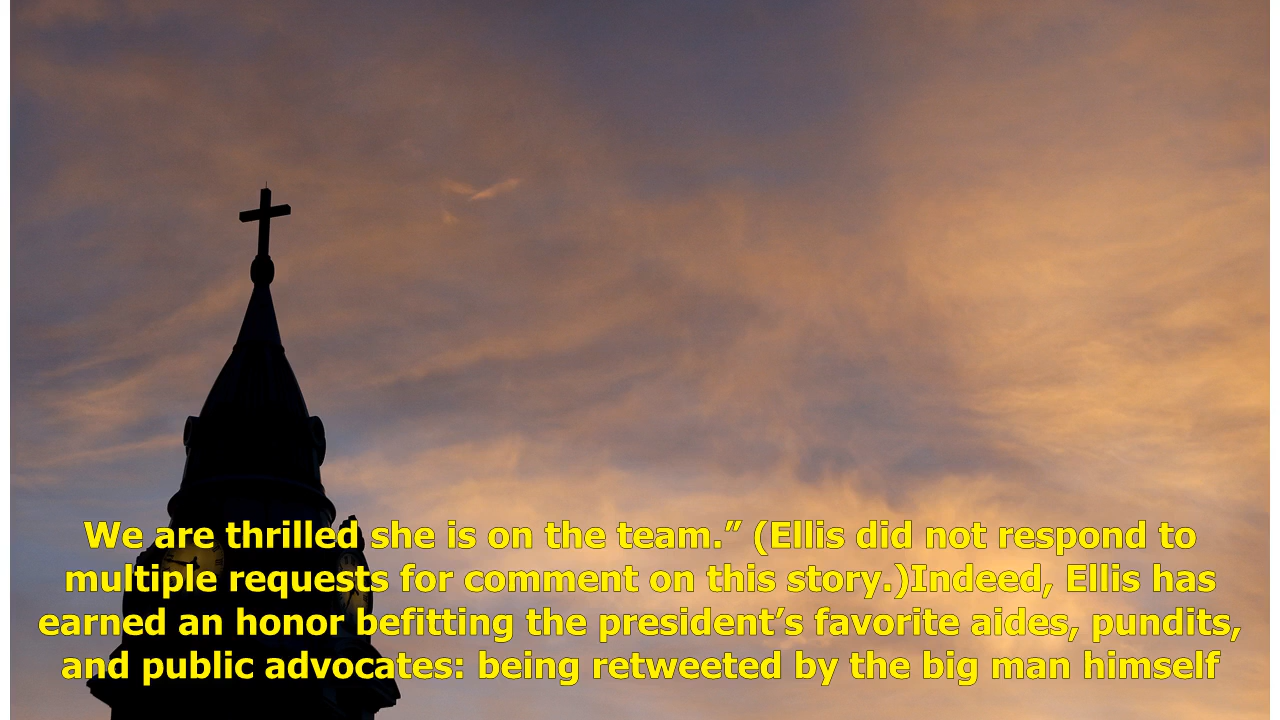 We are thrilled she is on the team.” (Ellis did not respond to
multiple requests for comment on this story.)Indeed, Ellis has
earned an honor befitting the president’s favorite aides, pundits,
and public advocates: being retweeted by the big man himself